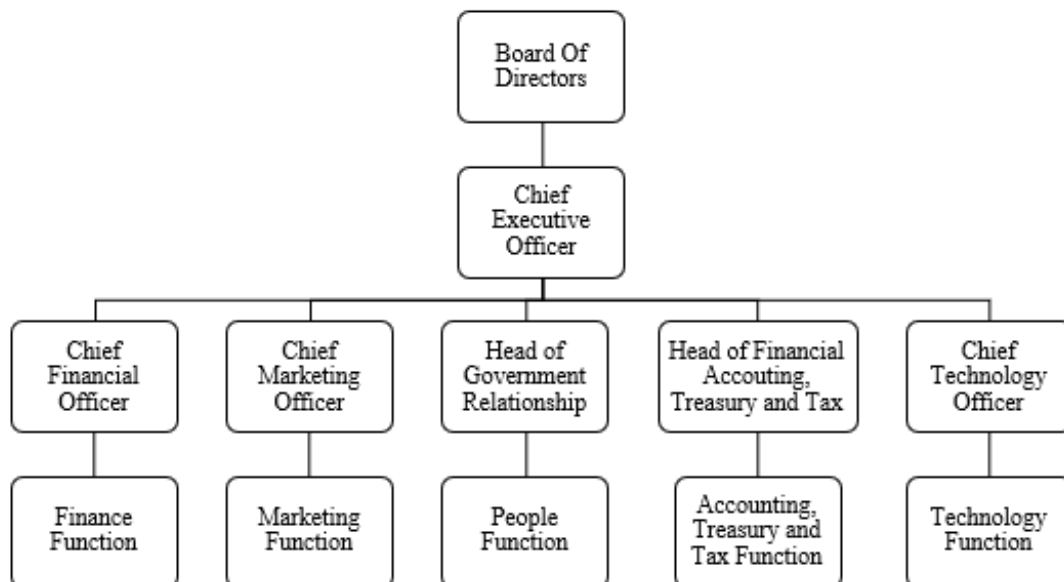 Board Of
Directors
Chief
Executive
Officer
Chief
Financial
Officer
Chief
Marketing
Officer
Head of
Government
Relationship
Head of Financial
Accouting,
Treasury and Tax
Chief
Technology
Officer
Finance
Function
Marketing
Function
People
Function
Accounting,
Treasury and
Tax Function
Technology
Function